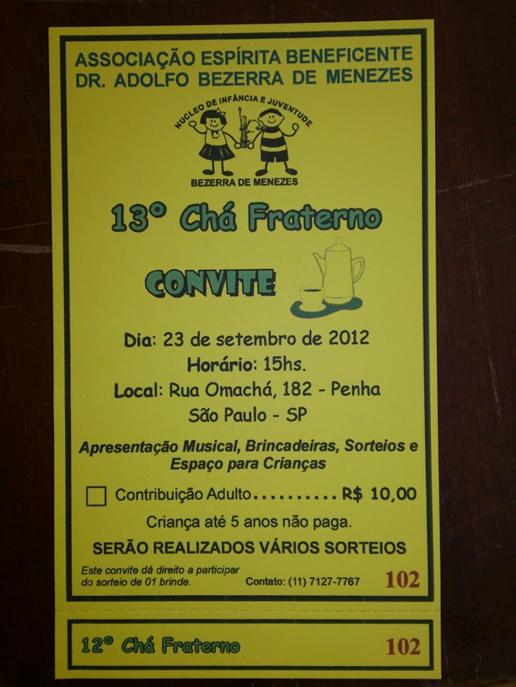 ASSOCIAÇÃO ESPÍRITA BENEFICENTE
DR. ADOLFO BEZERRA DE MENEZES
NUCLEO DE INFÂNCIA E JUVENTUDE
BEZERRA DE MENEZES
13º Chá Fraterno
CONVITE
Dia: 23 de setembro de 2012
Horário: 15hs.
Local: Rua Omachá, 182 - Penha
São Paulo - SP
Apresentação Musical, Brincadeiras, Sorteios e
Espaço para Crianças
Contribuição Adulto.......... R$ 10,00
Criança até 5 anos não paga.
SERÃO REALIZADOS VÁRIOS SORTEIOS
Este convite dá direito a participar
do sorteio de 01 brinde. Contato: (11) 7127-7767 102
12º Chá Fraterno 102